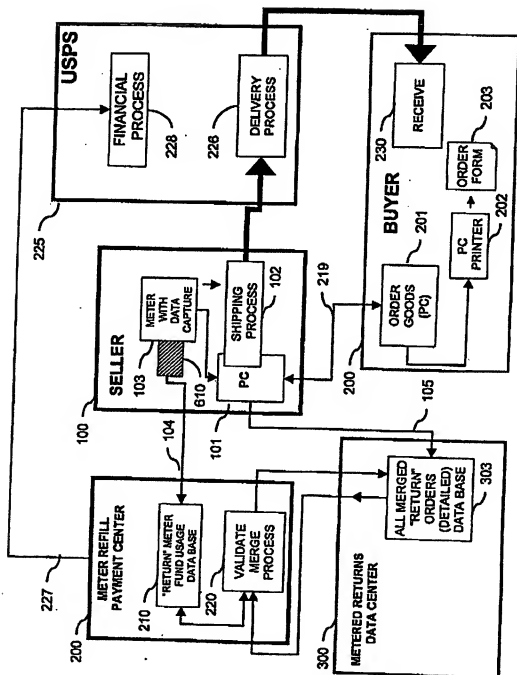 227
METER REFILL
PAYMENT CENTER
200
210
"RETURN" METER
FUND USAGE
DATA BASE
220
VALIDATE
MERGE
PROCESS
104
SELLER
100
103
METER
WITH DATA
CAPTURE
610
101
PC
SHIPPING
PROCESS
102
225
USPS
FINANCIAL
PROCESS
228
226
DELIVERY
PROCESS
METERED RETURNS
DATA CENTER
300
ALL MERGED
"RETURN"
ORDERS
(DETAILED)
DATA BASE
303
105
219
200
BUYER
ORDER
GOODS
(PC)
201
PC
PRINTER
202
ORDER
FORM
203
230
RECEIVE